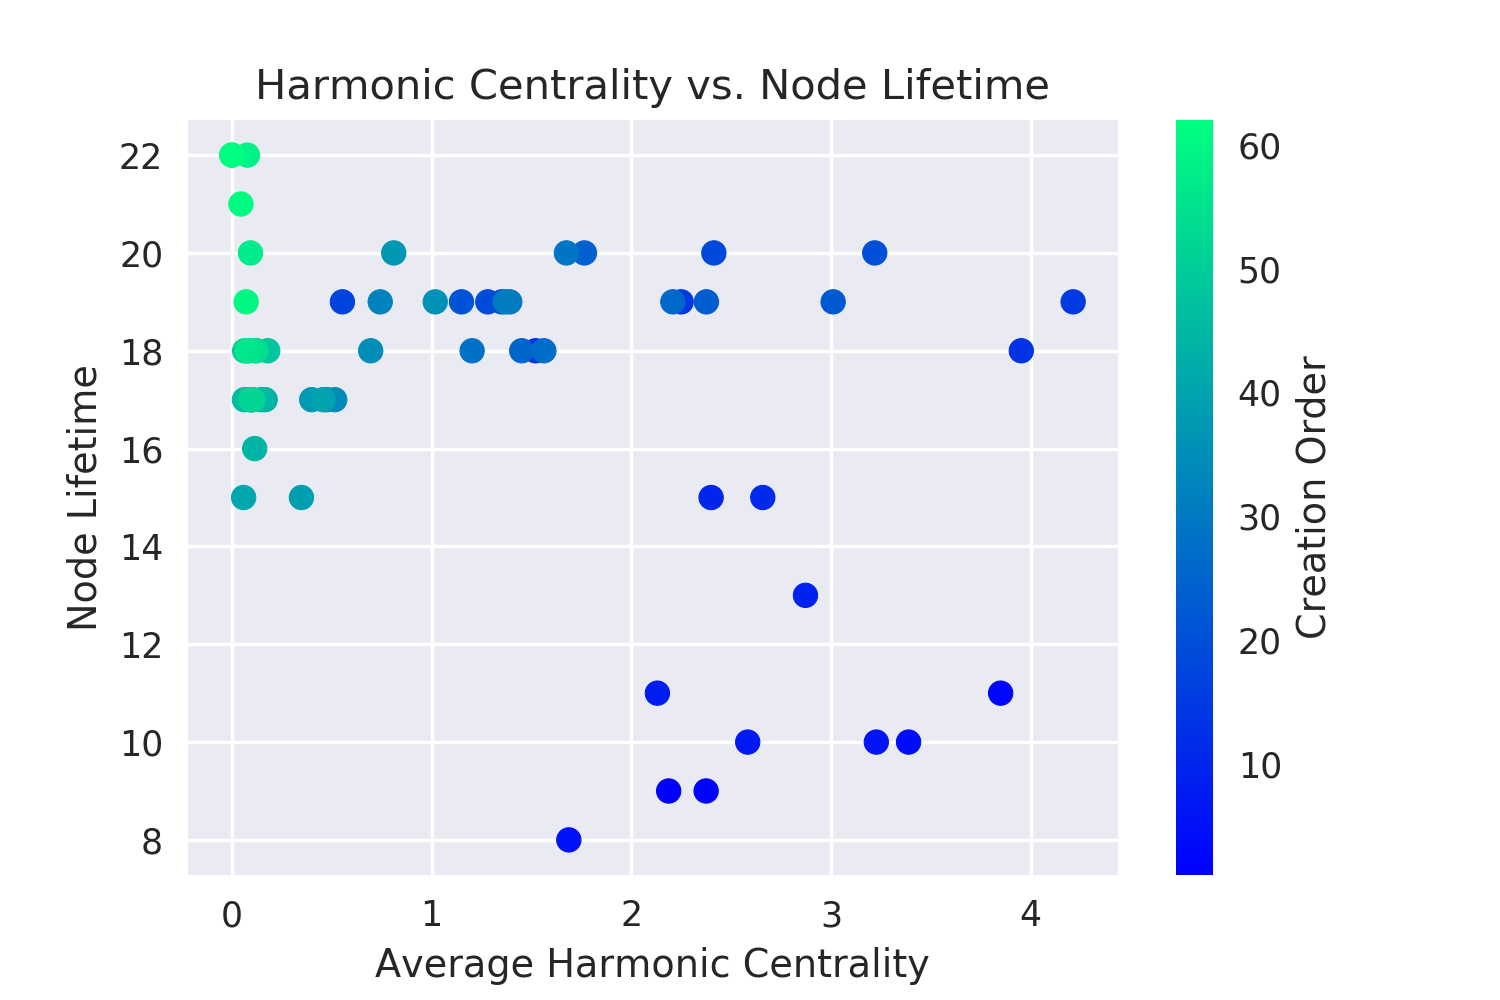 Harmonic Centrality vs. Node Lifetime
22
20
18
16
14
12
10
8
Node Lifetime
0 1 2 3 4
Average Harmonic Centrality
60
50
40
30
20
10
Creation Order